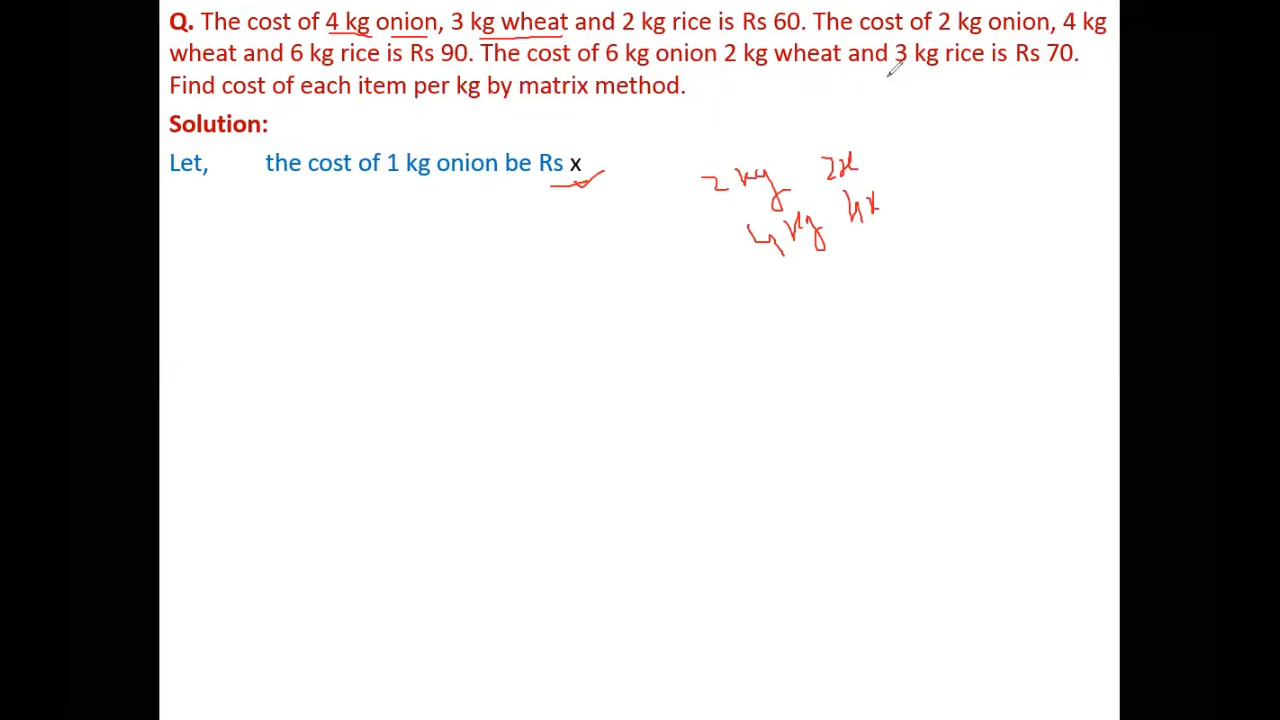 Q. The cost of 4 kg onion, 3 kg wheat and 2 kg rice is Rs 60. The cost of 2 kg onion, 4 kg
wheat and 6 kg rice is Rs 90. The cost of 6 kg onion 2 kg wheat and 3 kg rice is Rs 70.
Find cost of each item per kg by matrix method.
Solution:
Let, the cost of 1 kg onion be Rs x
2 kg 2x
4 kg 4x